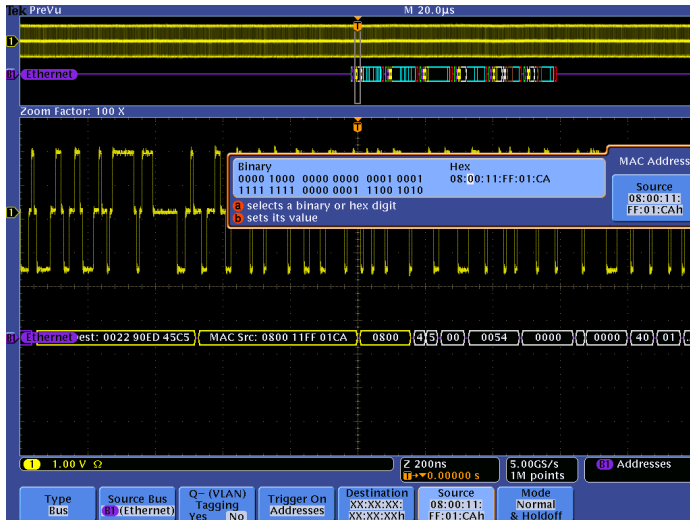 Tek PreVu M 20.0µs
T
1
B1 Ethernet
Zoom Factor: 100 X
T
Binary Hex MAC Addres
0000 1000 0000 0000 0001 0001 08:00:11:FF:01:CA
1111 1111 0000 0001 1100 1010
a selects a binary or hex digit
b sets its value
Source
08:00:11:
FF:01:CAh
1
B1 Ethernet est: 0022 90ED 45C5 MAC Src: 0800 11FF 01CA 0800 4 5 00 0054 0000 0000 40 01 ..
1 1.00 V Ω
Z 200ns 5.00GS/s B1 Addresses
T→▼0.00000 s 1M points
Type
Bus
Source Bus
B1 (Ethernet)
Q- (VLAN)
Tagging
Yes No
Trigger On
Addresses
Destination
XX:XX:XX:
XX:XX:XXh
Source
08:00:11:
FF:01:CAh
Mode
Normal
& Holdoff